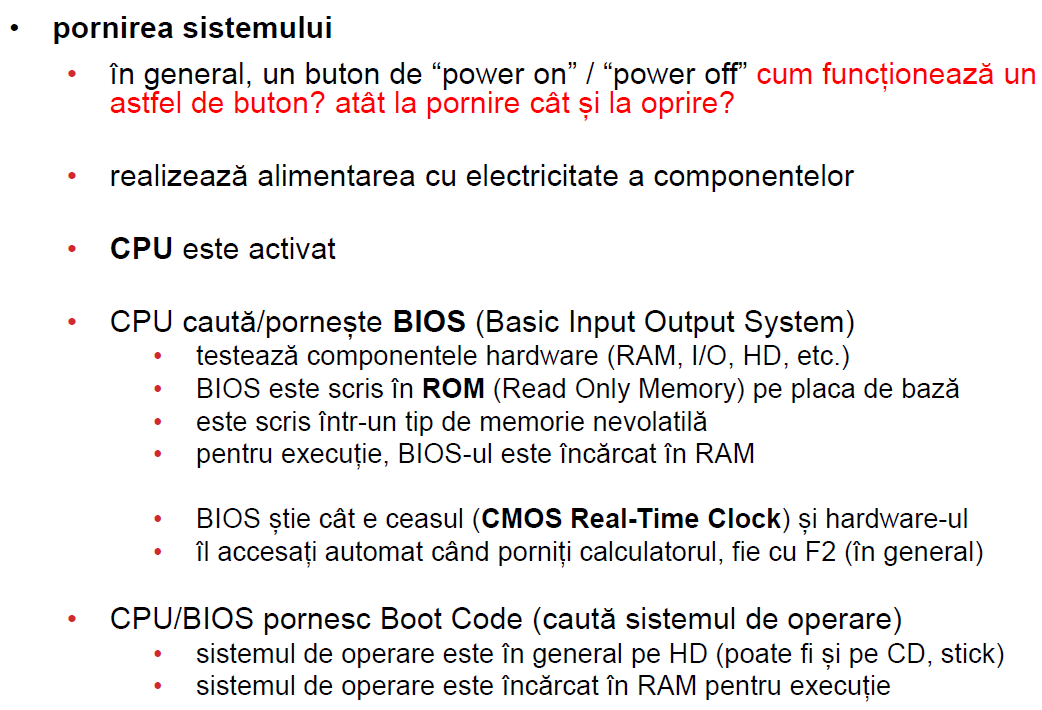 • pornirea sistemului
• în general, un buton de “power on” / “power off” cum funcționează un
astfel de buton? atât la pornire cât și la oprire?
• realizează alimentarea cu electricitate a componentelor
• CPU este activat
• CPU caută/pornește BIOS (Basic Input Output System)
• testează componentele hardware (RAM, I/O, HD, etc.)
• BIOS este scris în ROM (Read Only Memory) pe placa de bază
• este scris într-un tip de memorie nevolatilă
• pentru execuție, BIOS-ul este încărcat în RAM
• BIOS știe cât e ceasul (CMOS Real-Time Clock) și hardware-ul
• îl accesați automat când porniți calculatorul, fie cu F2 (în general)
• CPU/BIOS pornesc Boot Code (caută sistemul de operare)
• sistemul de operare este în general pe HD (poate fi și pe CD, stick)
• sistemul de operare este încărcat în RAM pentru execuție